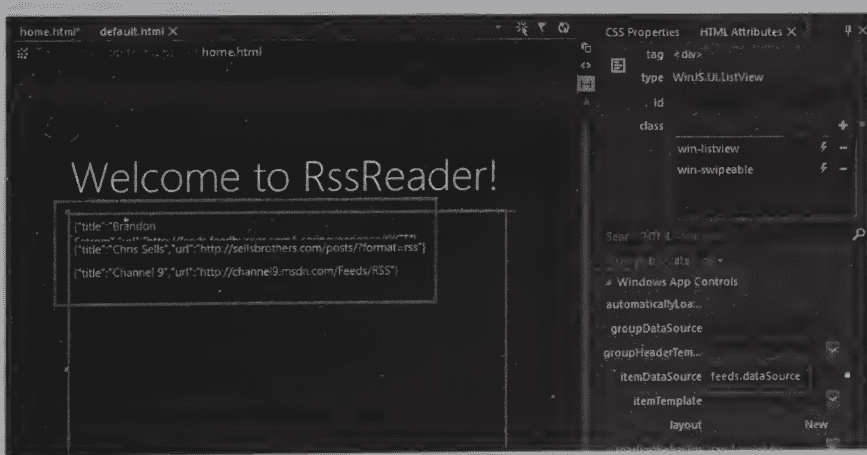 home.html* default.html
home.html
Welcome to RssReader!
{"title":"Brandon
{"title":"Chris Sells","url":"http://sellsbrothers.com/posts/?format=rss"}
{"title":"Channel 9","url":"http://channel9.msdn.com/Feeds/RSS"}
CSS Properties HTML Attributes
tag <div>
type WinJS.UI.ListView
id
class
win-listview
win-swipeable
Windows App Controls
automaticallyLoa...
groupDataSource
groupHeaderTem...
itemDataSource feeds.dataSource
itemTemplate
layout New